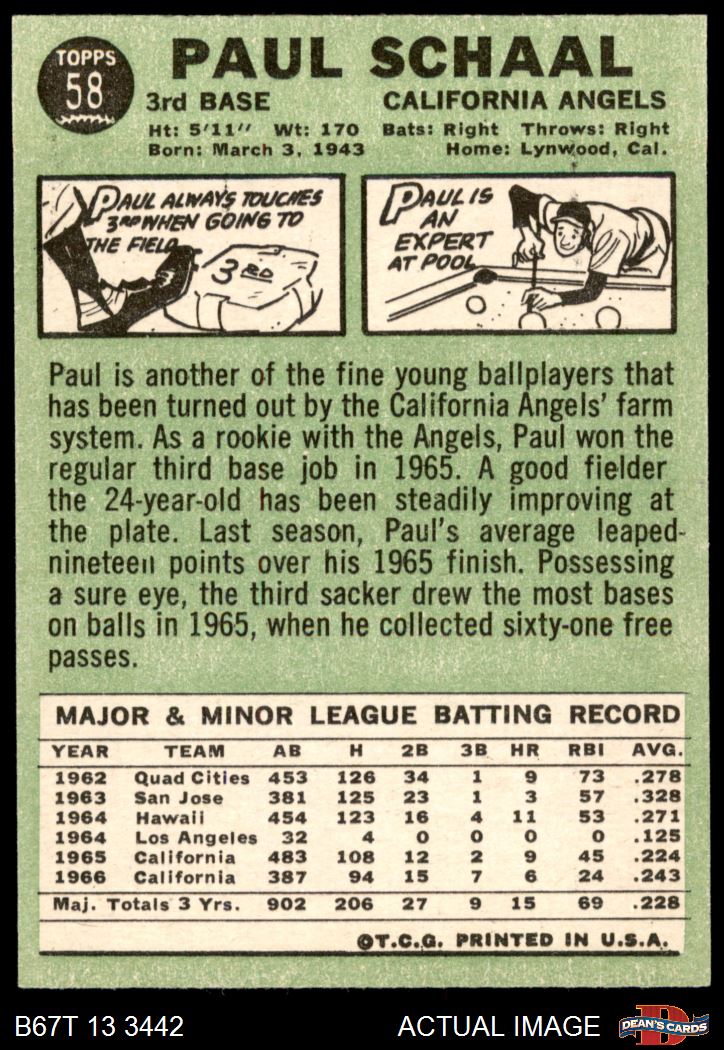 TOPPS
58
PAUL SCHAAL
3rd BASE CALIFORNIA ANGELS
Ht: 5'11" Wt: 170 Bats: Right Throws: Right
Born: March 3, 1943 Home: Lynwood, Cal.
PAUL ALWAYS TOUCHES
3RD WHEN GOING TO
THE FIELD
3RD
PAUL IS
AN
EXPERT
AT POOL
Paul is another of the fine young ballplayers that
has been turned out by the California Angels' farm
system. As a rookie with the Angels, Paul won the
regular third base job in 1965. A good fielder
the 24-year-old has been steadily improving at
the plate. Last season, Paul's average leaped-
nineteen points over his 1965 finish. Possessing
a sure eye, the third sacker drew the most bases
on balls in 1965, when he collected sixty-one free
passes.
MAJOR & MINOR LEAGUE BATTING RECORD
YEAR TEAM AB H 2B 3B HR RBI AVG.
1962 Quad Cities 453 126 34 1 9 73 .278
1963 San Jose 381 125 23 1 3 57 .328
1964 Hawaii 454 123 16 4 11 53 .271
1964 Los Angeles 32 4 0 0 0 0 .125
1965 California 483 108 12 2 9 45 .224
1966 California 387 94 15 7 6 24 .243
Maj. Totals 3 Yrs. 902 206 27 9 15 69 .228
©T.C.G. PRINTED IN U.S.A.
B67T 13 3442 ACTUAL IMAGE
D
DEAN'S CARDS